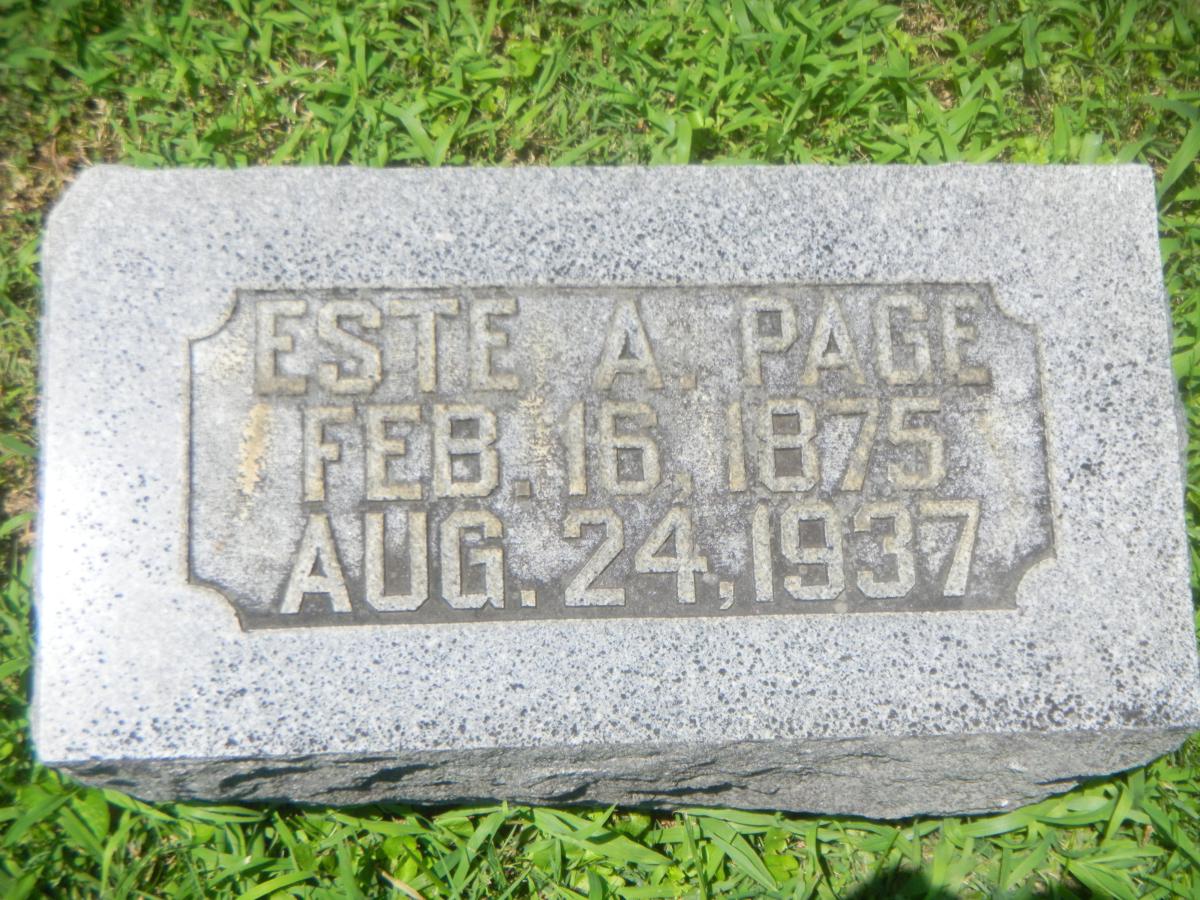 ESTE A. PAGE
FEB. 16, 1875
AUG. 24, 1937